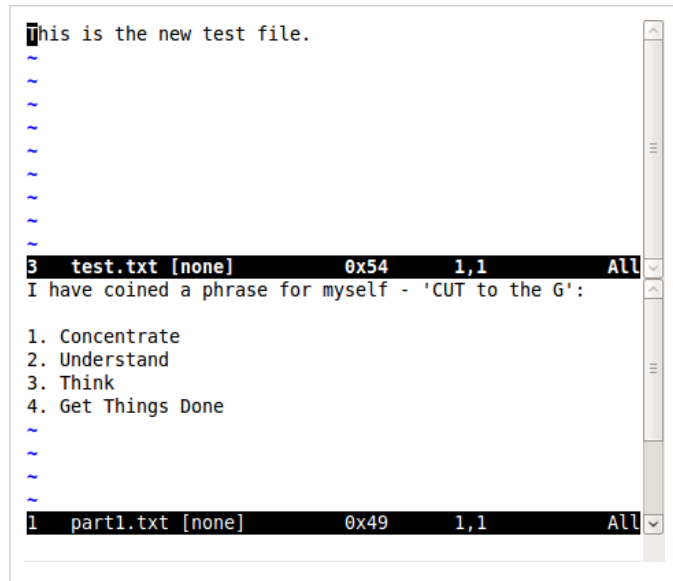 This is the new test file.
~
~
~
~
~
~
~
~
~
3 test.txt [none] 0x54 1,1 All
I have coined a phrase for myself - 'CUT to the G':
1. Concentrate
2. Understand
3. Think
4. Get Things Done
~
~
~
~
1 part1.txt [none] 0x49 1,1 All